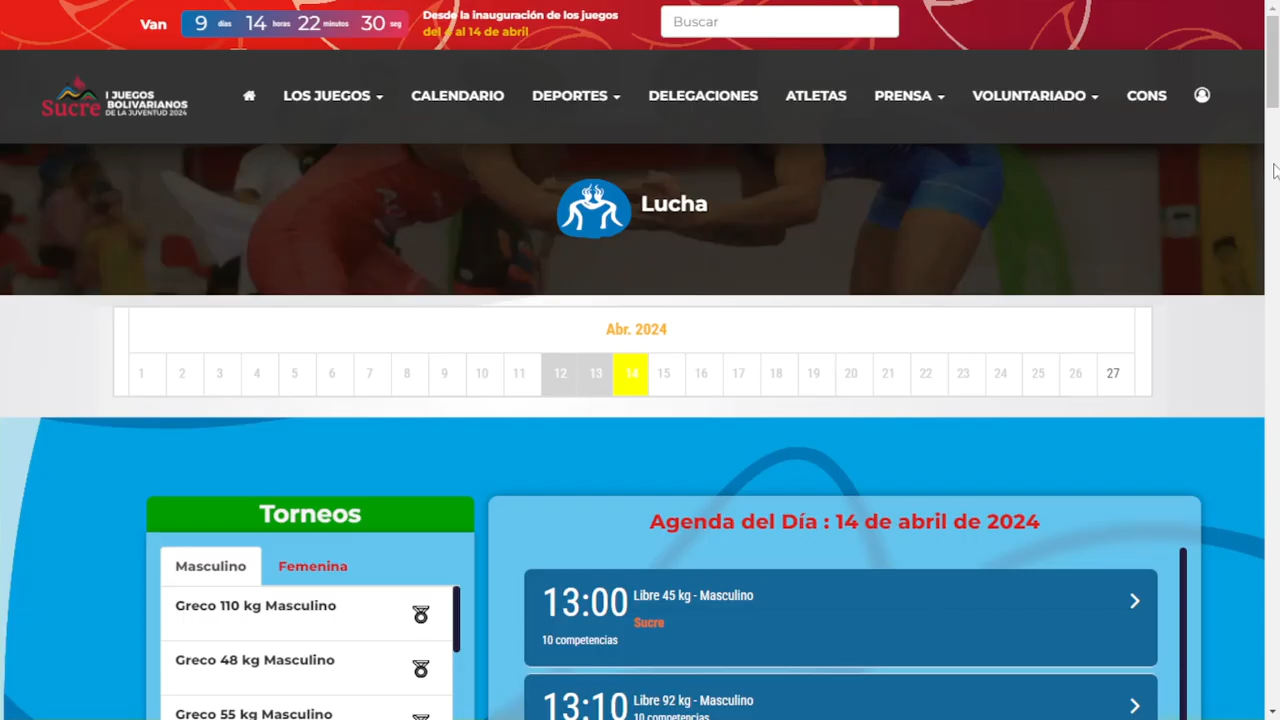 Van 9 días 14 horas 22 minutos 30 seg
Desde la inauguración de los juegos
del 4 al 14 de abril
Buscar
Sucre I JUEGOS
BOLIVARIANOS
DE LA JUVENTUD 2024
LOS JUEGOS CALENDARIO DEPORTES DELEGACIONES ATLETAS PRENSA VOLUNTARIADO CONS
Lucha
Abr. 2024
1 2 3 4 5 6 7 8 9 10 11 12 13 14 15 16 17 18 19 20 21 22 23 24 25 26 27
Torneos
Masculino Femenina
Greco 110 kg Masculino
Greco 48 kg Masculino
Greco 55 kg Masculino
Agenda del Día : 14 de abril de 2024
13:00 Libre 45 kg - Masculino
Sucre
10 competencias
13:10 Libre 92 kg - Masculino
10 competencias